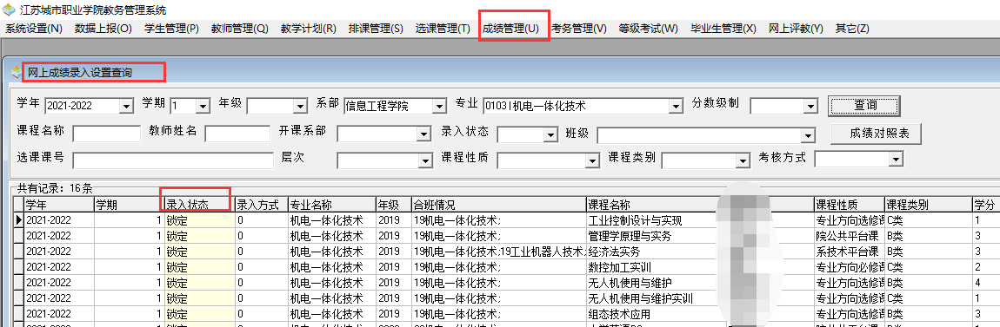 江苏城市职业学院教务管理系统
系统设置(N) 数据上报(O) 学生管理(P) 教师管理(Q) 教学计划(R) 排课管理(S) 选课管理(T) 成绩管理(U) 考务管理(V) 等级考试(W) 毕业生管理(X) 网上评教(Y) 其它(Z)
网上成绩录入设置查询
学年 2021-2022 学期 1 年级 系部 信息工程学院 专业 0103|机电一体化技术 分数级制 查询
课程名称 教师姓名 开课系部 录入状态 班级 成绩对照表
选课课号 层次 课程性质 课程类别 考核方式
共有记录：16条
学年 学期 录入状态 录入方式 专业名称 年级 合班情况 课程名称 课程性质 课程类别 学分
2021-2022 1 锁定 0 机电一体化技术 2019 19机电一体化技术; 工业控制设计与实现 专业方向选修课 C类 1
2021-2022 1 锁定 0 机电一体化技术 2019 19机电一体化技术; 管理学原理与实务 院公共平台课 B类 3
2021-2022 1 锁定 0 机电一体化技术 2019 19机电一体化技术;19工业机器人技术; 经济法实务 系技术平台课 B类 3
2021-2022 1 锁定 0 机电一体化技术 2019 19机电一体化技术; 数控加工实训 专业方向必修课 C类 2
2021-2022 1 锁定 0 机电一体化技术 2019 19机电一体化技术; 无人机使用与维护 专业方向选修课 B类 4
2021-2022 1 锁定 0 机电一体化技术 2019 19机电一体化技术; 无人机使用与维护实训 专业方向选修课 C类 1
2021-2022 1 锁定 0 机电一体化技术 2019 19机电一体化技术; 组态技术应用 专业方向选修课 B类 3